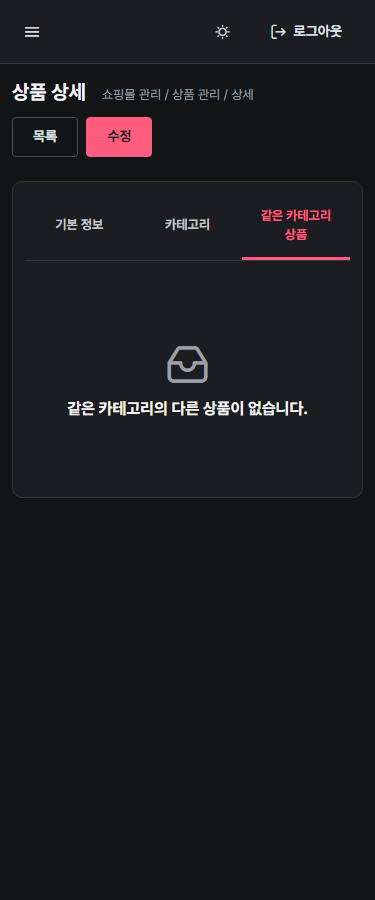 로그아웃
상품 상세 쇼핑몰 관리 / 상품 관리 / 상세
목록 수정
기본 정보 카테고리 같은 카테고리
상품
같은 카테고리의 다른 상품이 없습니다.